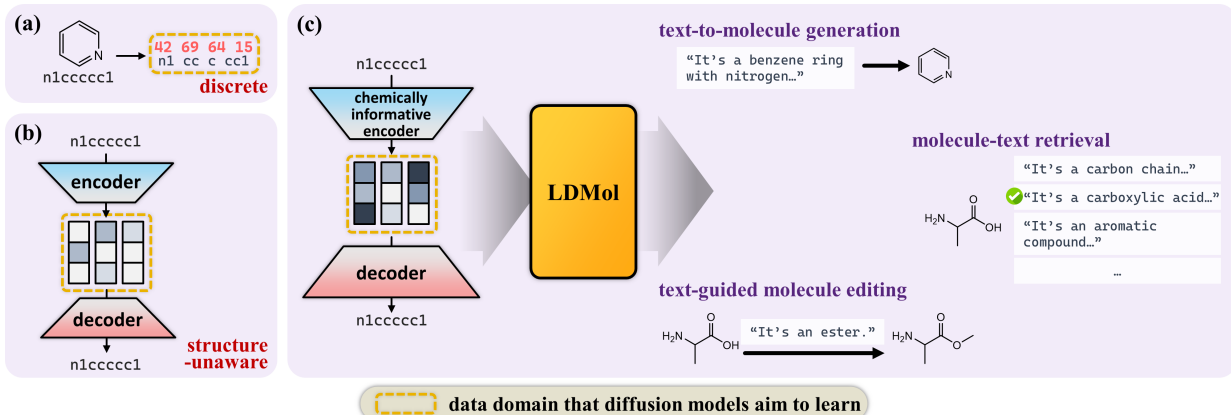 (a)
n1ccccc1
N
42 69 64 15
n1 cc c cc1
discrete
(b)
n1ccccc1
encoder
decoder
n1ccccc1
structure
-unaware
(c)
n1ccccc1
chemically
informative
encoder
decoder
n1ccccc1
LDMol
text-to-molecule generation
“It’s a benzene ring
with nitrogen…”
N
molecule-text retrieval
H₂N
O
OH
“It’s a carbon chain…”
“It’s a carboxylic acid…”
“It’s an aromatic
compound…”
…
text-guided molecule editing
H₂N
O
OH
“It’s an ester.”
H₂N
O
O
data domain that diffusion models aim to learn